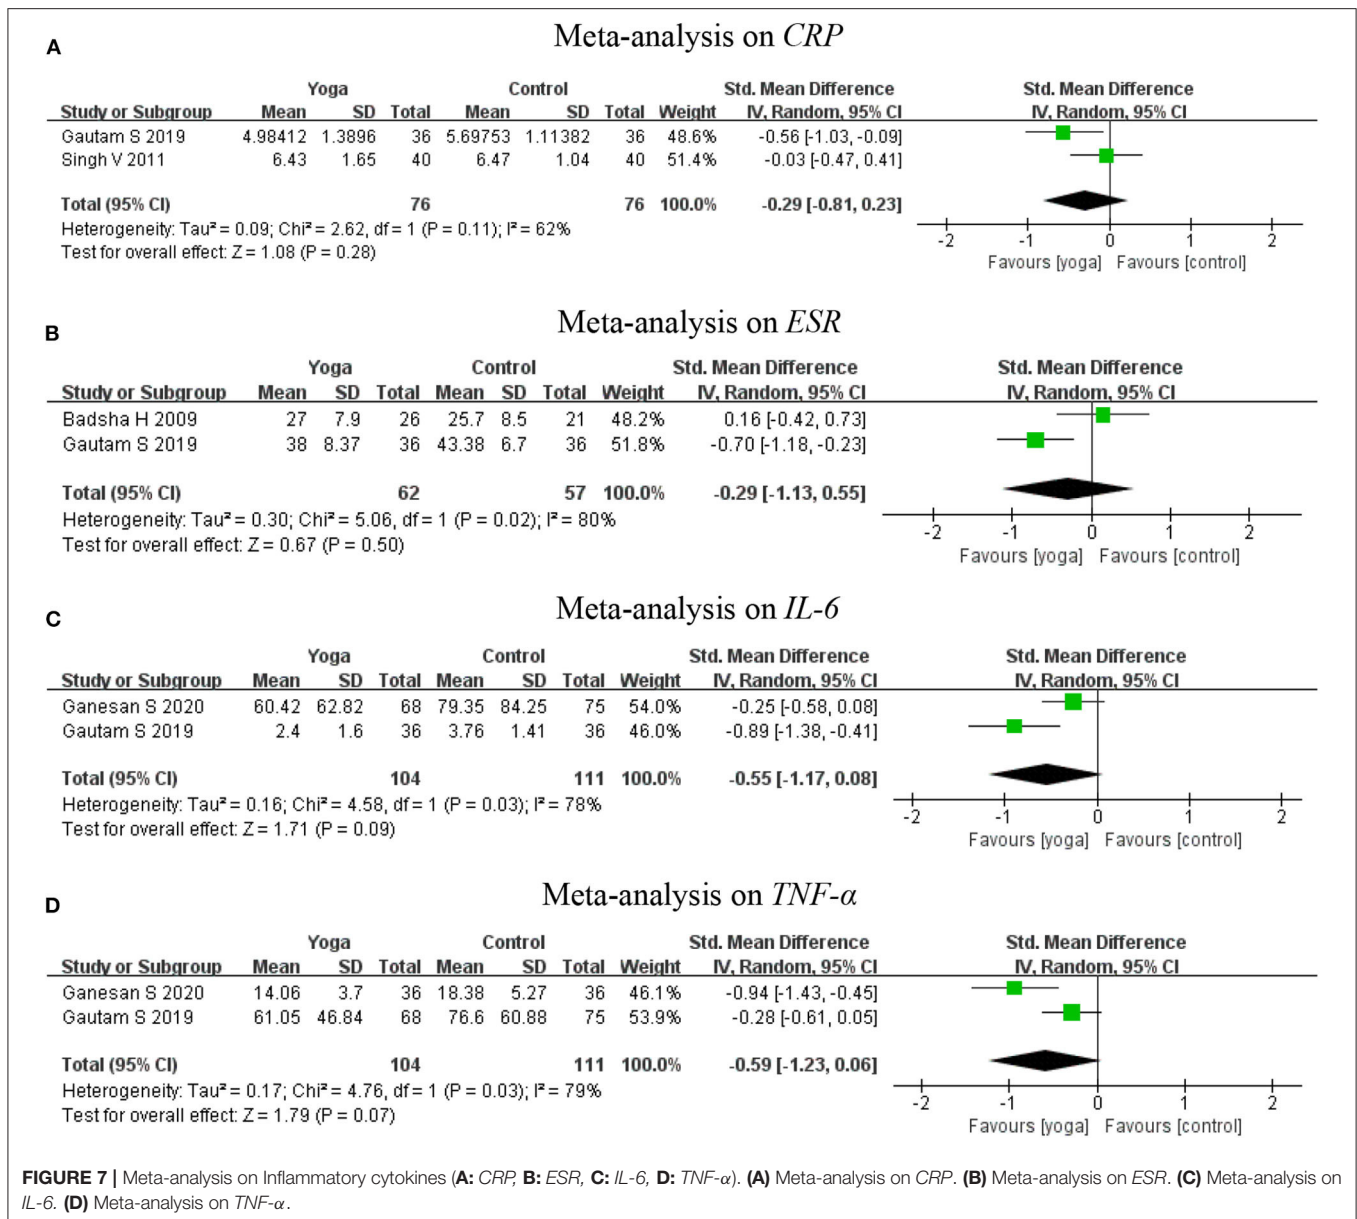 A
Meta-analysis on CRP
Yoga Control Std. Mean Difference Std. Mean Difference
Study or Subgroup Mean SD Total Mean SD Total Weight IV, Random, 95% CI IV, Random, 95% CI
Gautam S 2019 4.98412 1.3896 36 5.69753 1.11382 36 48.6% -0.56 [-1.03, -0.09]
Singh V 2011 6.43 1.65 40 6.47 1.04 40 51.4% -0.03 [-0.47, 0.41]
Total (95% CI) 76 76 100.0% -0.29 [-0.81, 0.23]
Heterogeneity: Tau² = 0.09; Chi² = 2.62, df = 1 (P = 0.11); I² = 62%
Test for overall effect: Z = 1.08 (P = 0.28)
-2 -1 0 1 2
Favours [yoga] Favours [control]
B
Meta-analysis on ESR
Yoga Control Std. Mean Difference Std. Mean Difference
Study or Subgroup Mean SD Total Mean SD Total Weight IV, Random, 95% CI IV, Random, 95% CI
Badsha H 2009 27 7.9 26 25.7 8.5 21 48.2% 0.16 [-0.42, 0.73]
Gautam S 2019 38 8.37 36 43.38 6.7 36 51.8% -0.70 [-1.18, -0.23]
Total (95% CI) 62 57 100.0% -0.29 [-1.13, 0.55]
Heterogeneity: Tau² = 0.30; Chi² = 5.06, df = 1 (P = 0.02); I² = 80%
Test for overall effect: Z = 0.67 (P = 0.50)
-2 -1 0 1 2
Favours [yoga] Favours [control]
C
Meta-analysis on IL-6
Yoga Control Std. Mean Difference Std. Mean Difference
Study or Subgroup Mean SD Total Mean SD Total Weight IV, Random, 95% CI IV, Random, 95% CI
Ganesan S 2020 60.42 62.82 68 79.35 84.25 75 54.0% -0.25 [-0.58, 0.08]
Gautam S 2019 2.4 1.6 36 3.76 1.41 36 46.0% -0.89 [-1.38, -0.41]
Total (95% CI) 104 111 100.0% -0.55 [-1.17, 0.08]
Heterogeneity: Tau² = 0.16; Chi² = 4.58, df = 1 (P = 0.03); I² = 78%
Test for overall effect: Z = 1.71 (P = 0.09)
-2 -1 0 1 2
Favours [yoga] Favours [control]
D
Meta-analysis on TNF-α
Yoga Control Std. Mean Difference Std. Mean Difference
Study or Subgroup Mean SD Total Mean SD Total Weight IV, Random, 95% CI IV, Random, 95% CI
Ganesan S 2020 14.06 3.7 36 18.38 5.27 36 46.1% -0.94 [-1.43, -0.45]
Gautam S 2019 61.05 46.84 68 76.6 60.88 75 53.9% -0.28 [-0.61, 0.05]
Total (95% CI) 104 111 100.0% -0.59 [-1.23, 0.06]
Heterogeneity: Tau² = 0.17; Chi² = 4.76, df = 1 (P = 0.03); I² = 79%
Test for overall effect: Z = 1.79 (P = 0.07)
-2 -1 0 1 2
Favours [yoga] Favours [control]
FIGURE 7 | Meta-analysis on Inflammatory cytokines (A: CRP, B: ESR, C: IL-6, D: TNF-α). (A) Meta-analysis on CRP. (B) Meta-analysis on ESR. (C) Meta-analysis on
IL-6. (D) Meta-analysis on TNF-α.